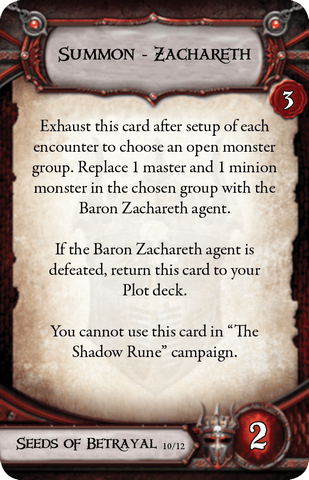 Summon - Zachareth
3
Exhaust this card after setup of each
encounter to choose an open monster
group. Replace 1 master and 1 minion
monster in the chosen group with the
Baron Zachareth agent.
If the Baron Zachareth agent is
defeated, return this card to your
Plot deck.
You cannot use this card in “The
Shadow Rune” campaign.
Seeds of Betrayal 10/12
2